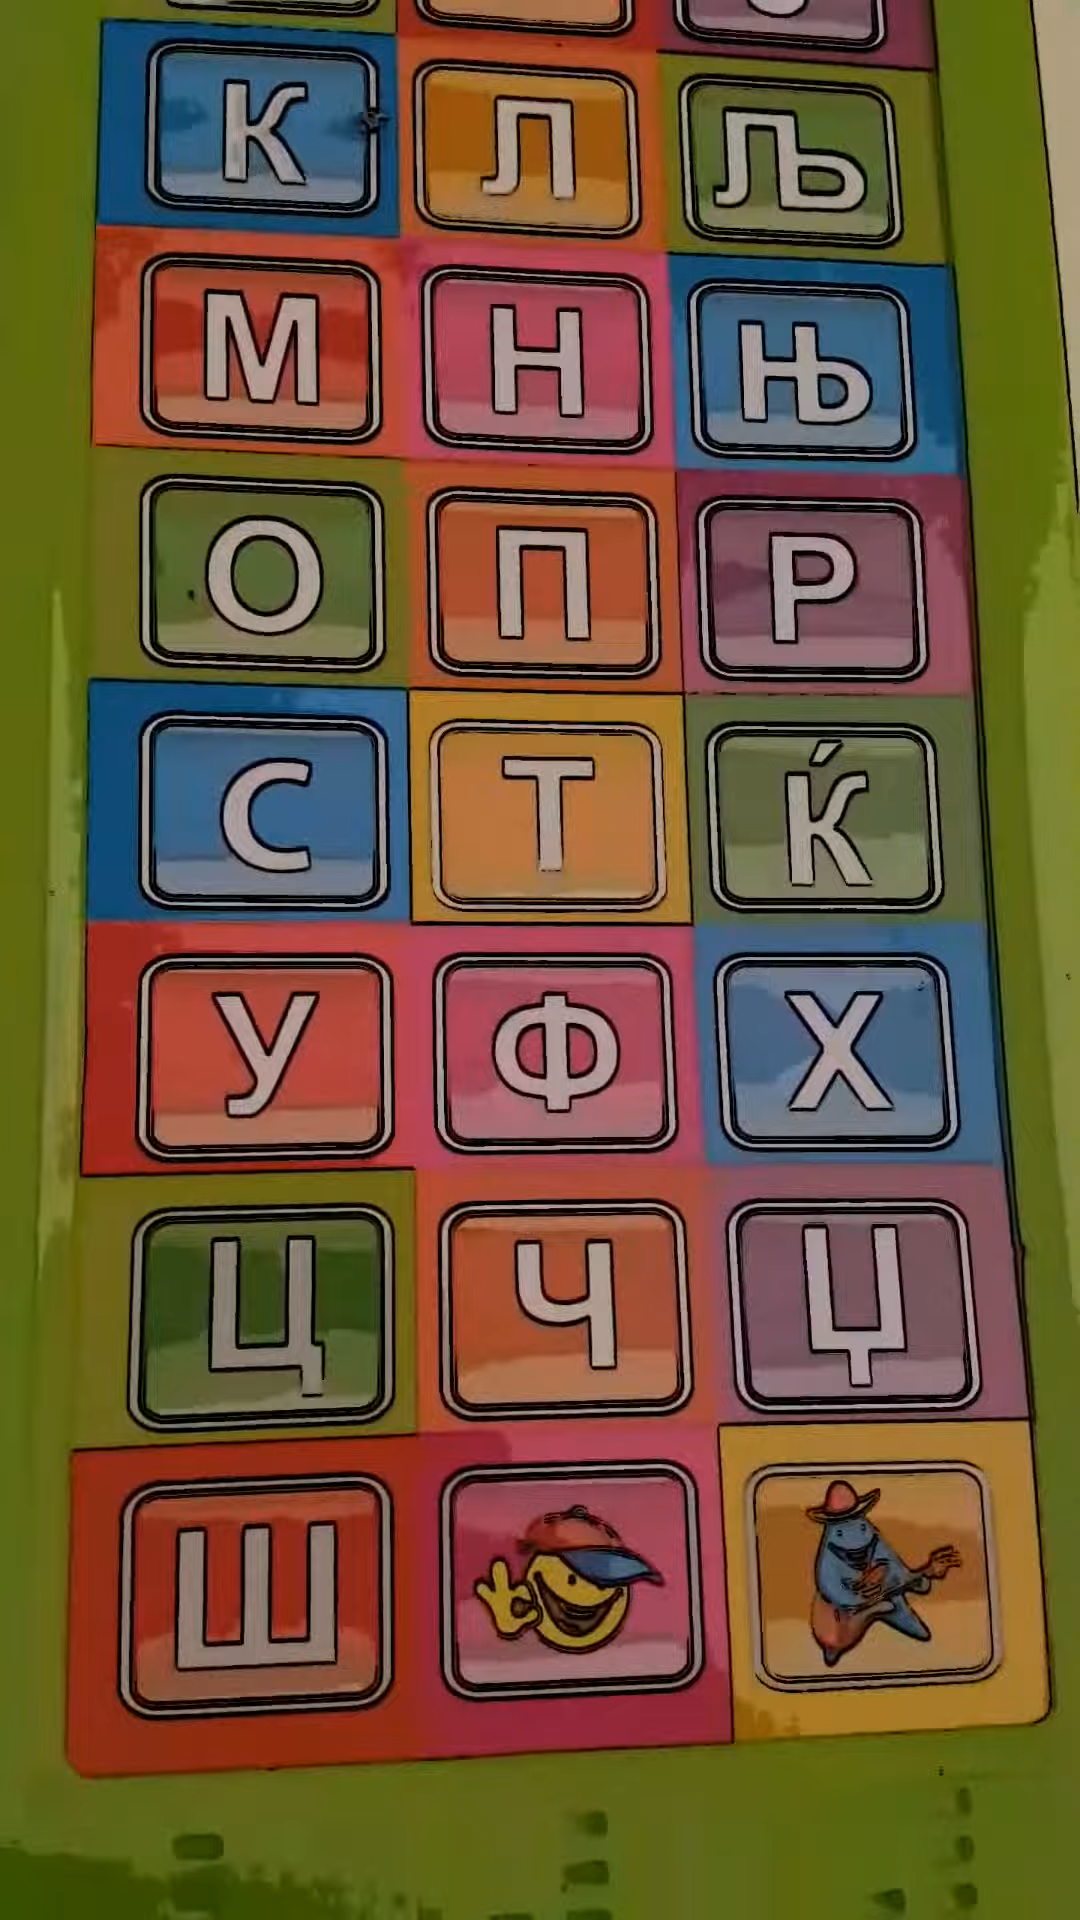 К Л Љ
М Н Њ
О П Р
С Т Ќ
У Ф Х
Ц Ч Џ
Ш